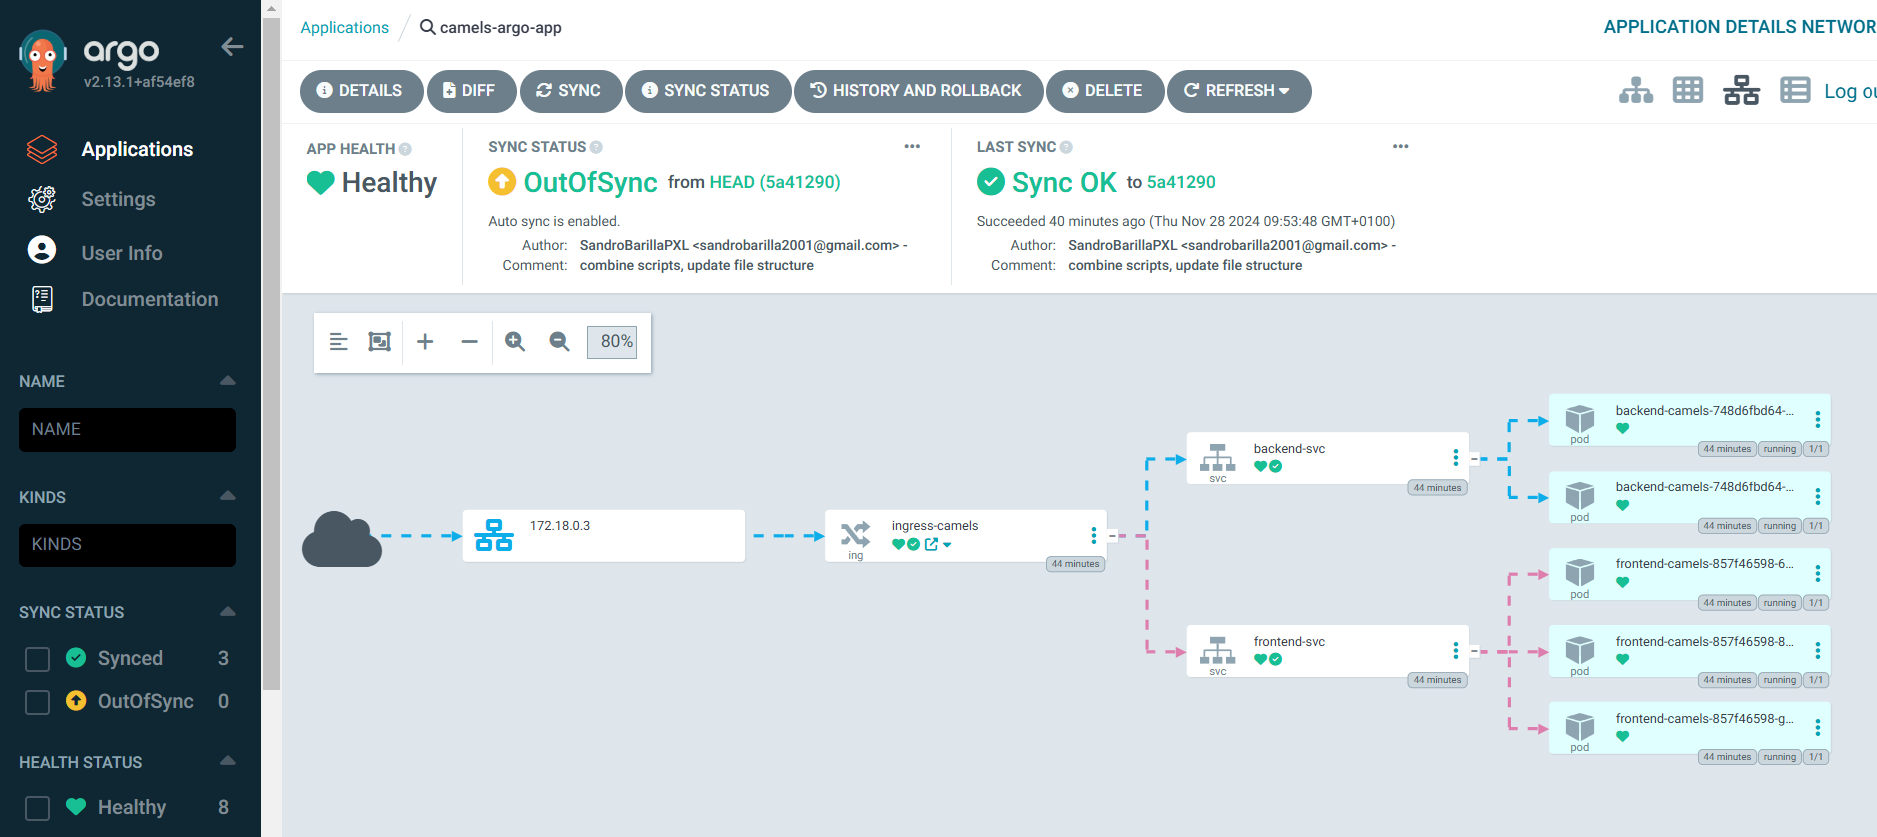 argo
v2.13.1+af54ef8
Applications
Settings
User Info
Documentation
NAME
NAME
KINDS
KINDS
SYNC STATUS
Synced 3
OutOfSync 0
HEALTH STATUS
Healthy 8
Applications / camels-argo-app
APPLICATION DETAILS NETWOR
DETAILS
DIFF
SYNC
SYNC STATUS
HISTORY AND ROLLBACK
DELETE
REFRESH
Log ou
APP HEALTH
Healthy
SYNC STATUS
OutOfSync from HEAD (5a41290)
Auto sync is enabled.
Author: SandroBarillaPXL <sandrobarilla2001@gmail.com> -
Comment: combine scripts, update file structure
LAST SYNC
Sync OK to 5a41290
Succeeded 40 minutes ago (Thu Nov 28 2024 09:53:48 GMT+0100)
Author: SandroBarillaPXL <sandrobarilla2001@gmail.com> -
Comment: combine scripts, update file structure
80%
172.18.0.3
ingress-camels
ing
44 minutes
backend-svc
svc
44 minutes
frontend-svc
svc
44 minutes
backend-camels-748d6fbd64-...
pod
44 minutes running 1/1
backend-camels-748d6fbd64-...
pod
44 minutes running 1/1
frontend-camels-857f46598-6...
pod
44 minutes running 1/1
frontend-camels-857f46598-8...
pod
44 minutes running 1/1
frontend-camels-857f46598-g...
pod
44 minutes running 1/1